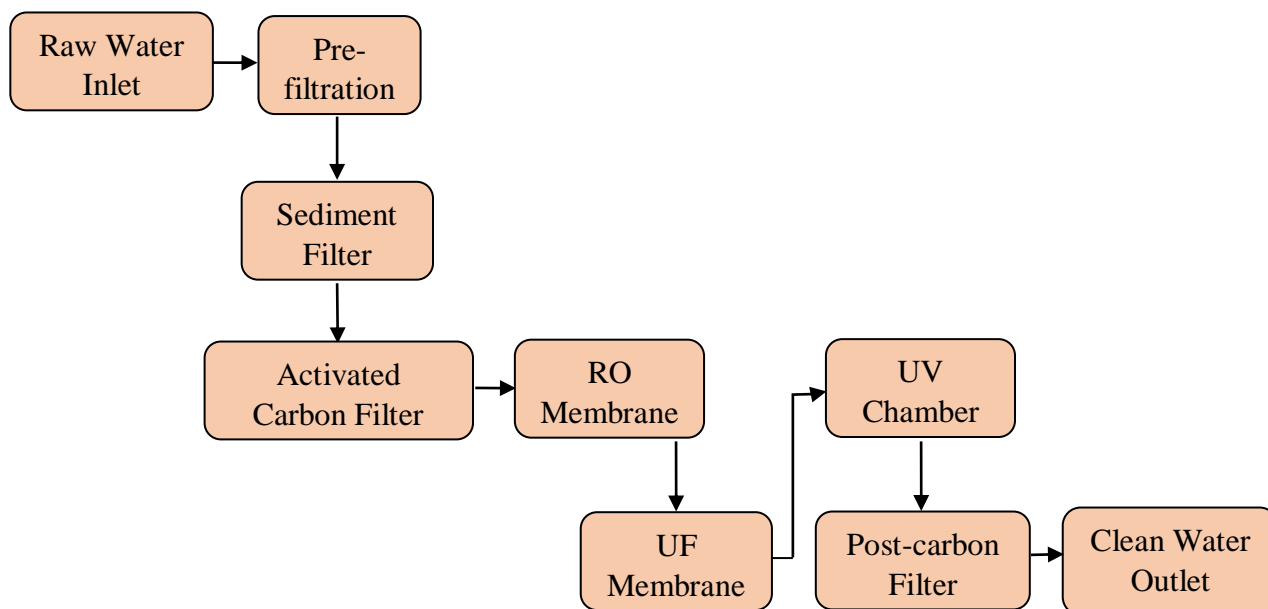 Raw Water
Inlet
Pre-
filtration
Sediment
Filter
Activated
Carbon Filter
RO
Membrane
UF
Membrane
UV
Chamber
Post-carbon
Filter
Clean Water
Outlet